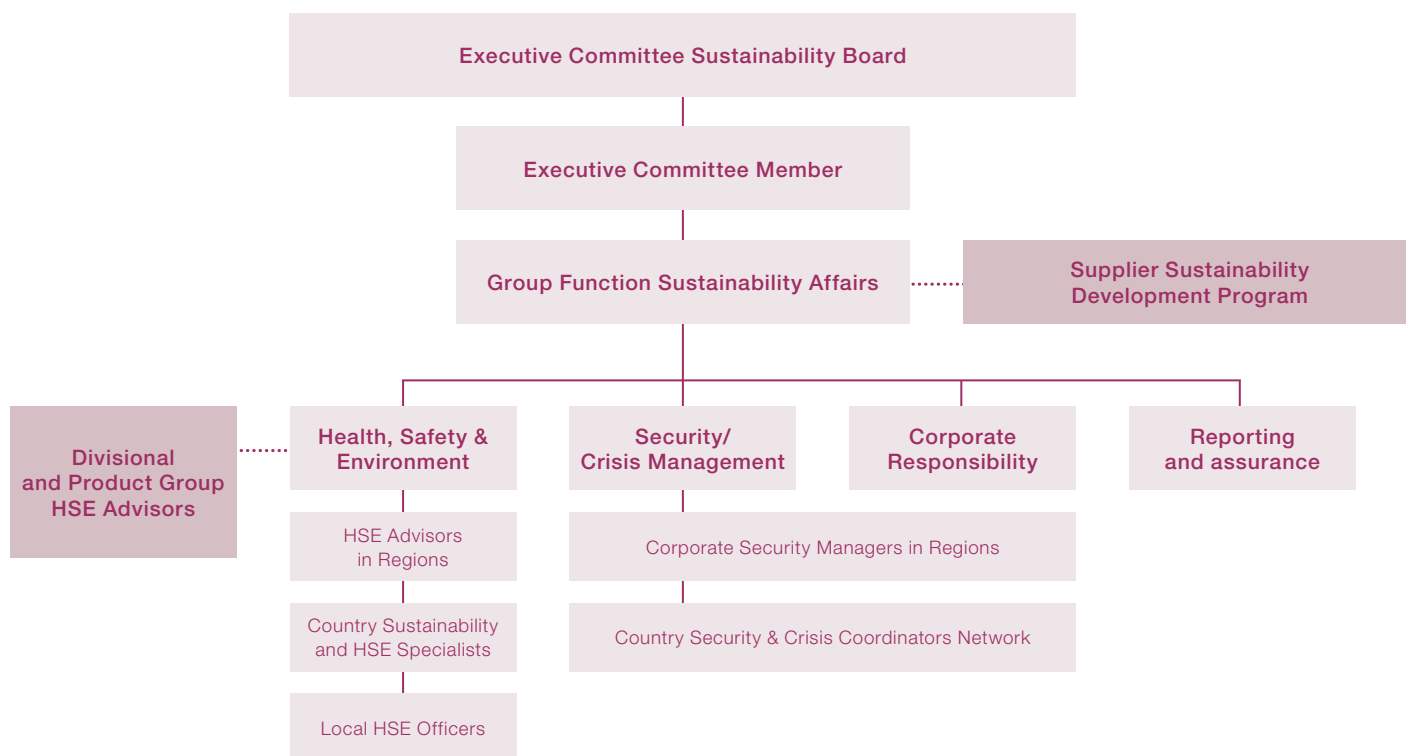 Executive Committee Sustainability Board
Executive Committee Member
Group Function Sustainability Affairs
Supplier Sustainability
Development Program
Divisional
and Product Group
HSE Advisors
Health, Safety &
Environment
Security/
Crisis Management
Corporate
Responsibility
Reporting
and assurance
HSE Advisors
in Regions
Corporate Security Managers in Regions
Country Sustainability
and HSE Specialists
Country Security & Crisis Coordinators Network
Local HSE Officers